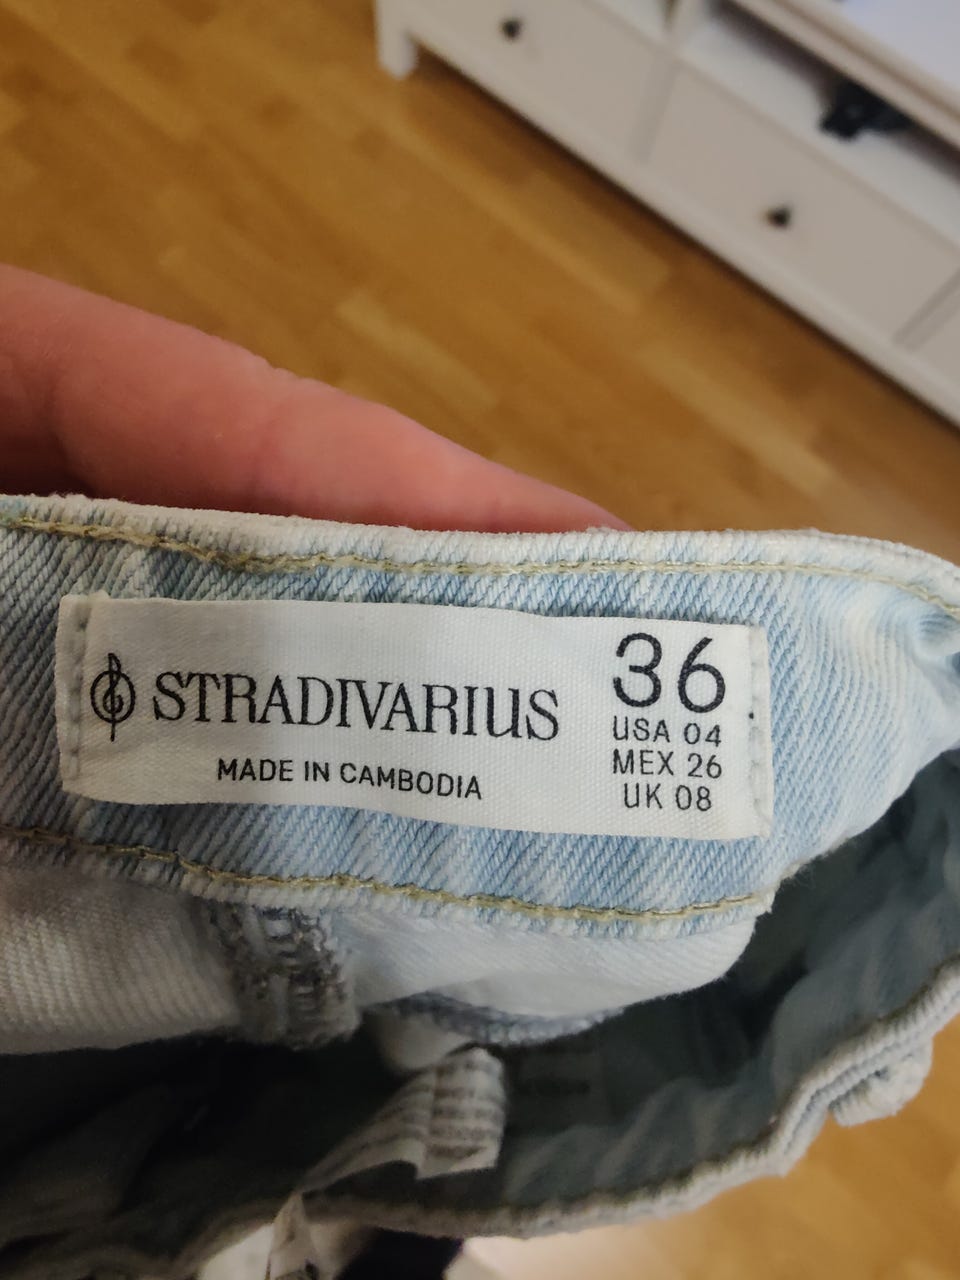 STRADIVARIUS
MADE IN CAMBODIA
36
USA 04
MEX 26
UK 08